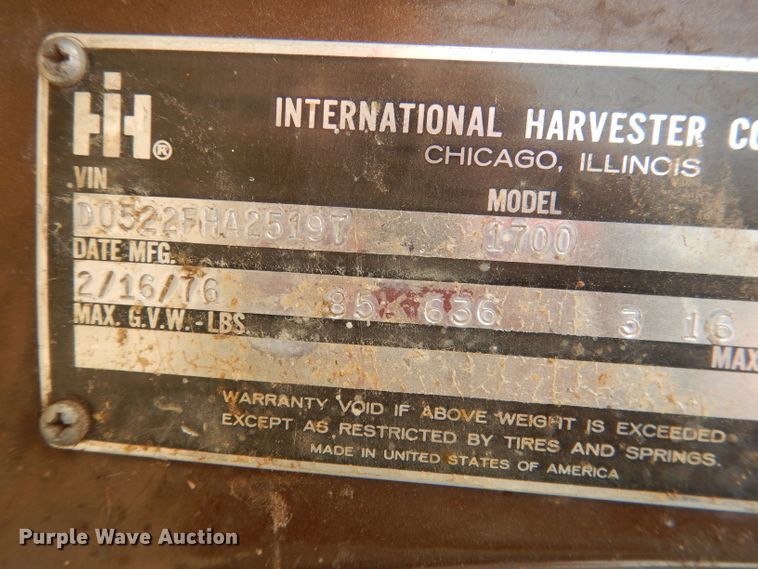 IH®
INTERNATIONAL HARVESTER CO
CHICAGO, ILLINOIS
VIN MODEL
D0522FHA25197 1700
DATE MFG.
2/16/76 85 636 3 16
MAX. G.V.W.-LBS. MAX
WARRANTY VOID IF ABOVE WEIGHT IS EXCEEDED
EXCEPT AS RESTRICTED BY TIRES AND SPRINGS.
MADE IN UNITED STATES OF AMERICA
Purple Wave Auction